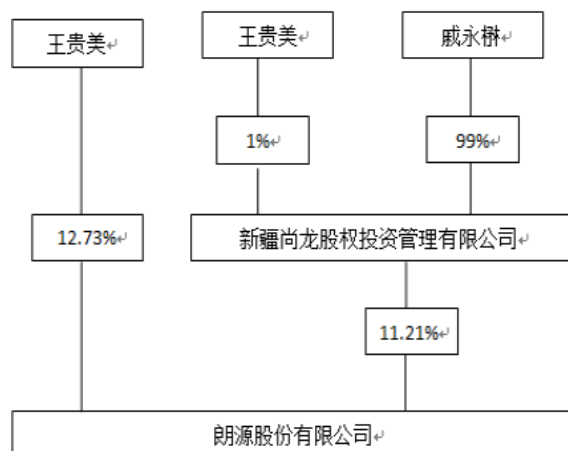 王贵美
王贵美
戚永楙
1%
99%
12.73%
新疆尚龙股权投资管理有限公司
11.21%
朗源股份有限公司